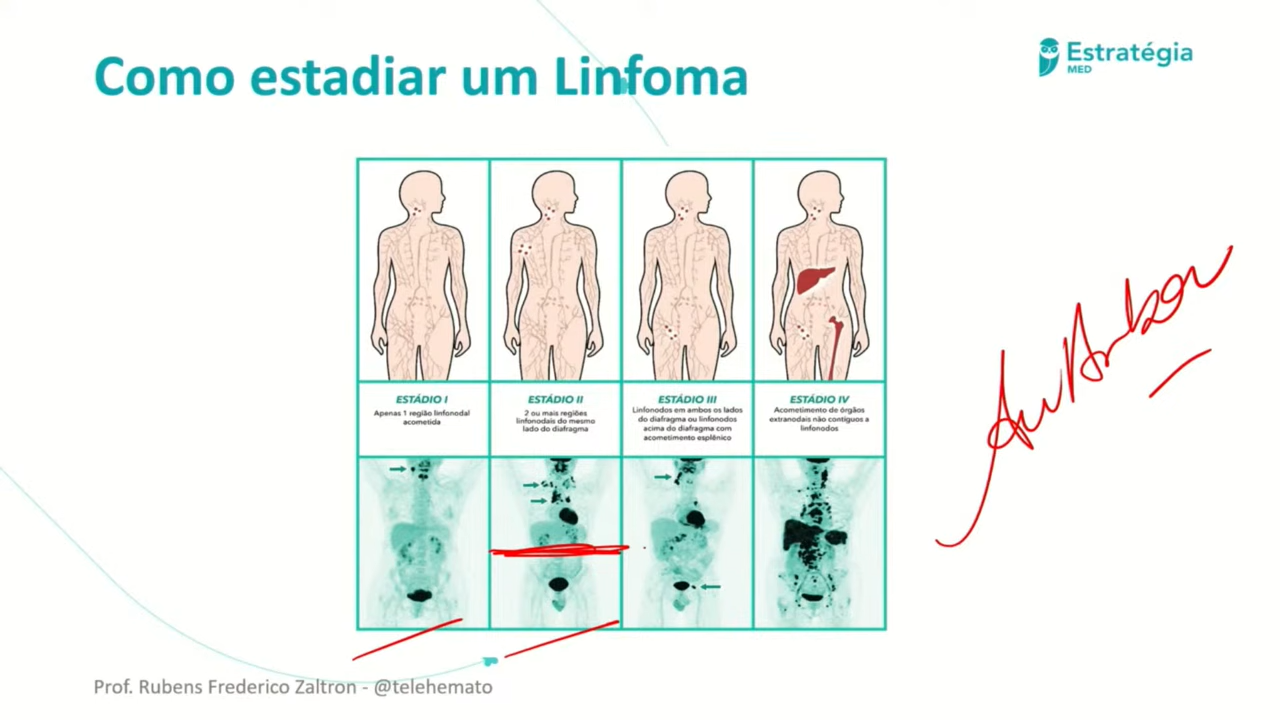 Como estadiar um Linfoma
Estratégia
MED
ESTÁDIO I
Apenas 1 região linfonodal
acometida
ESTÁDIO II
2 ou mais regiões
linfonodais do mesmo
lado do diafragma
ESTÁDIO III
Linfonodos em ambos os lados
do diafragma ou linfonodos
acima do diafragma com
acometimento esplênico
ESTÁDIO IV
Acometimento de órgãos
extranodais não contíguos a
linfonodos
Ann Arbor
Prof. Rubens Frederico Zaltron - @telehemato